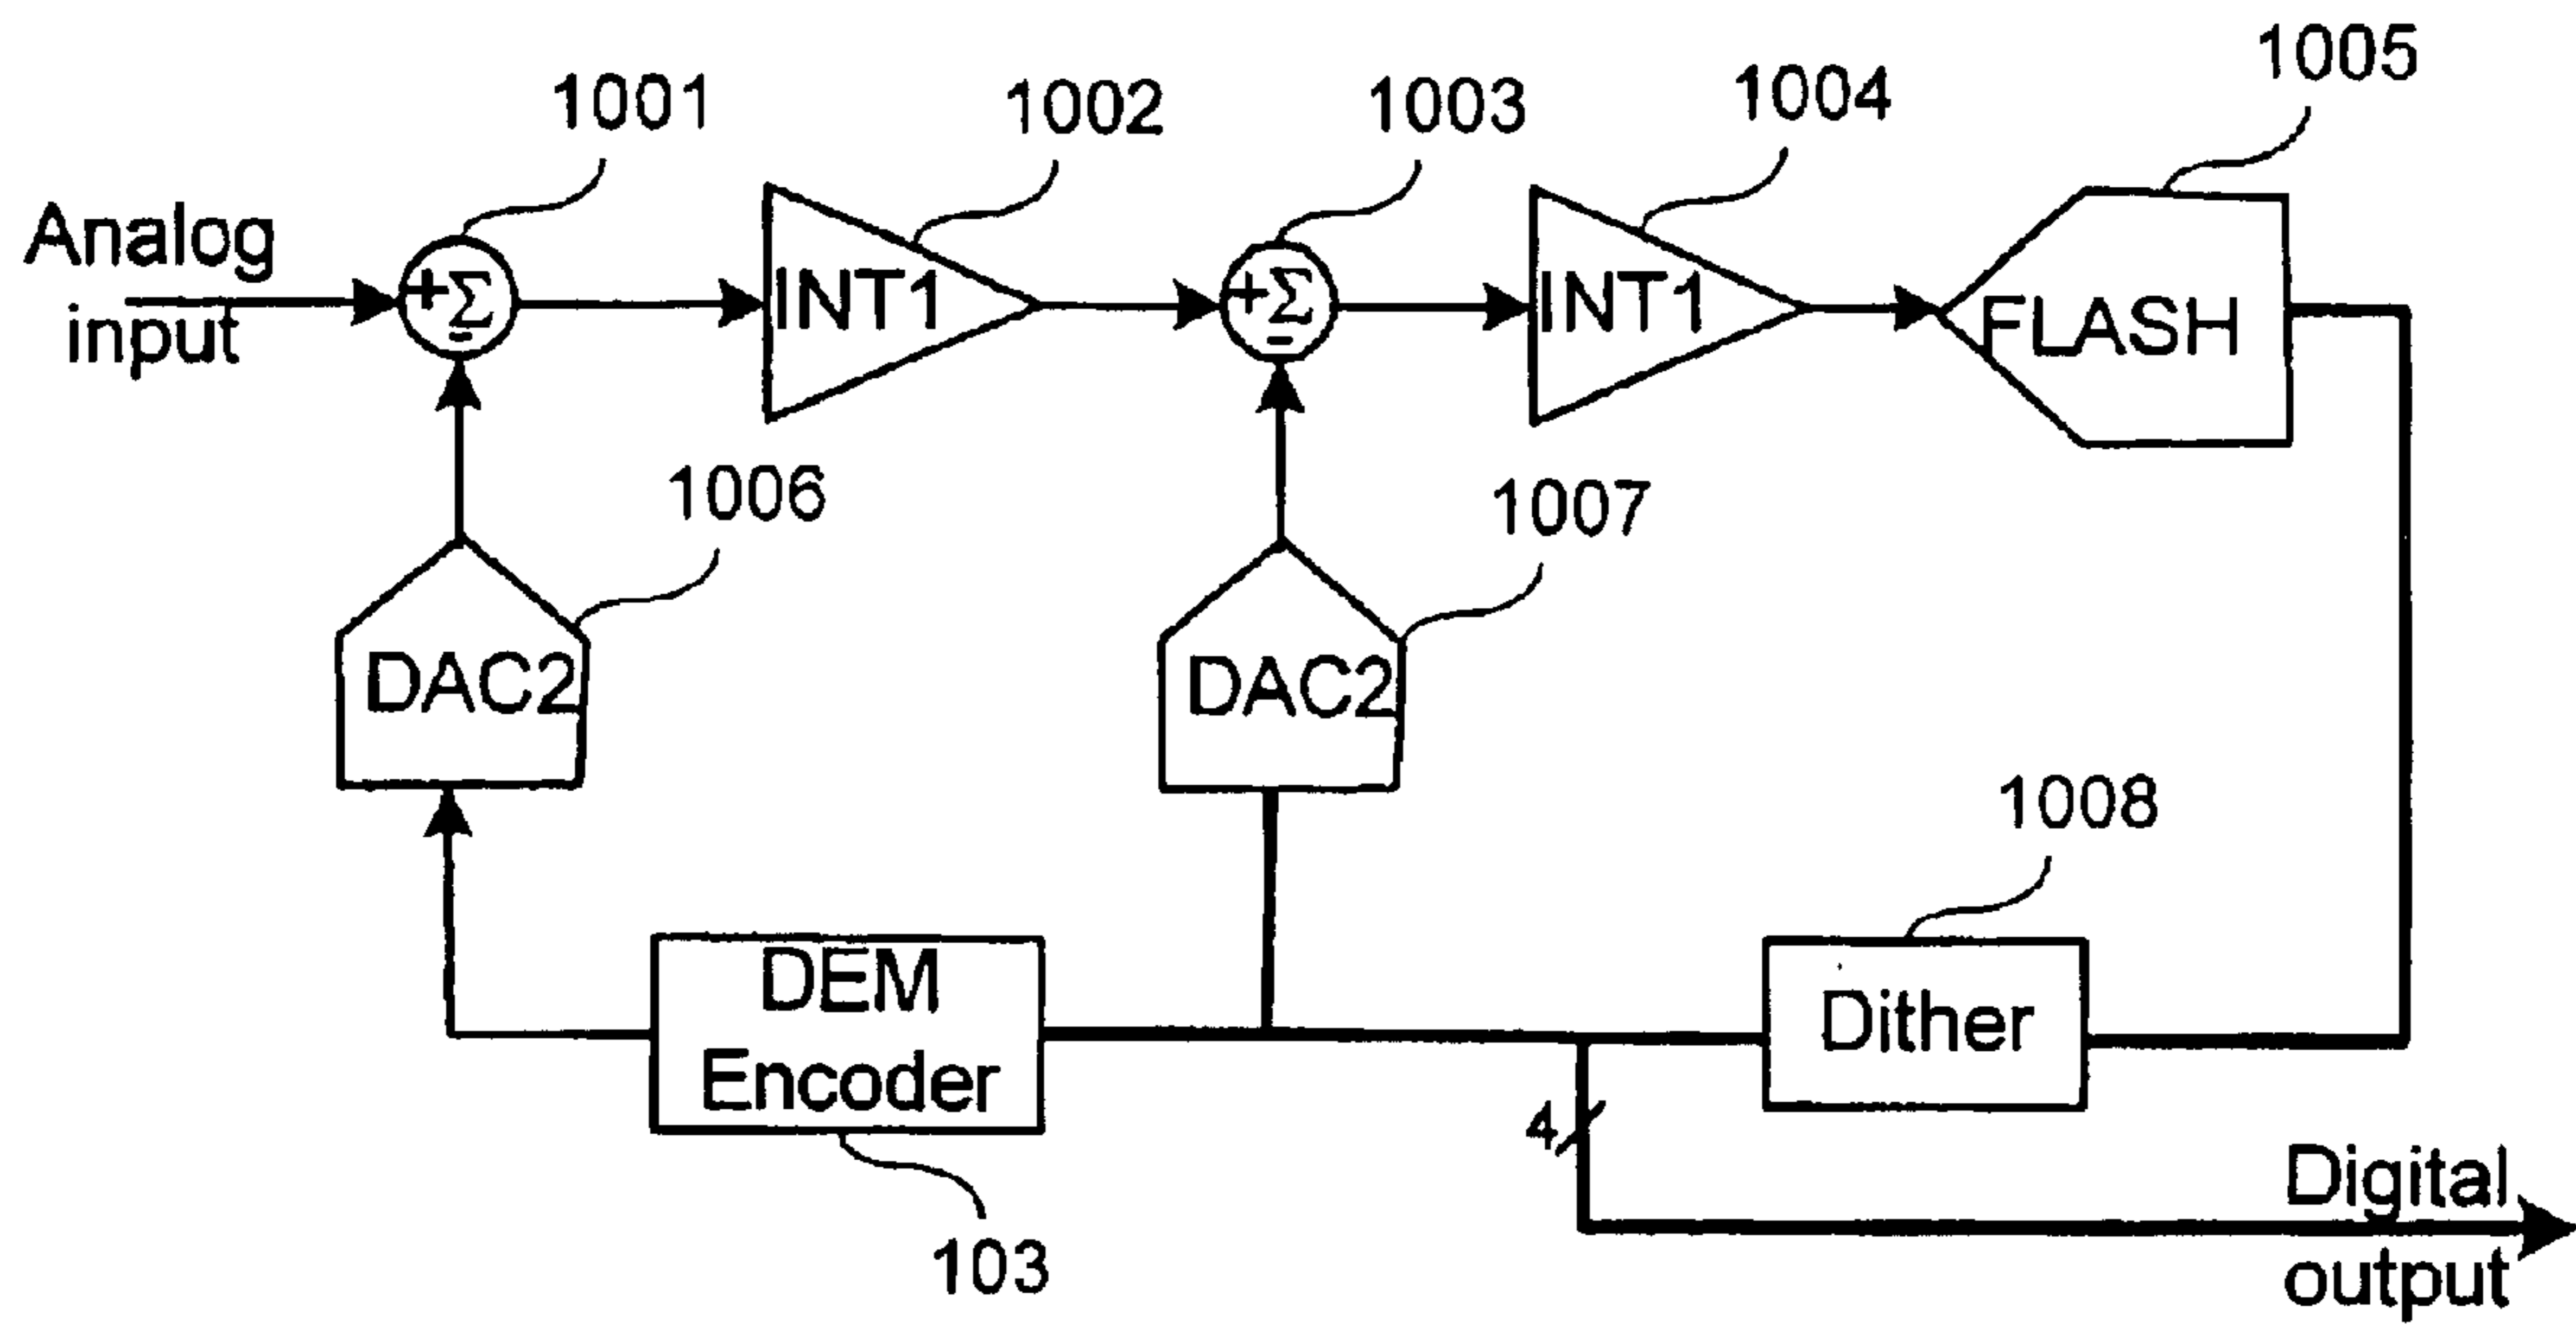 1001
1002
1003
1004
1005
Analog
input
+Σ
-
INT1
+Σ
-
INT1
FLASH
1006
1007
DAC2
DAC2
1008
DEM
Encoder
Dither
4
103
Digital
output